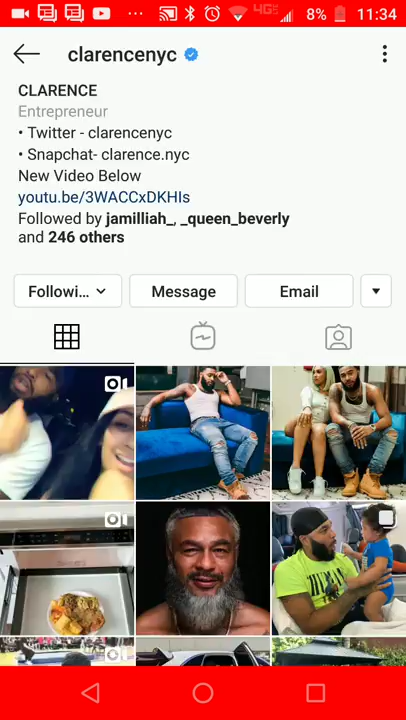 4G
8%
11:34
clarencenyc
CLARENCE
Entrepreneur
• Twitter - clarencenyc
• Snapchat- clarence.nyc
New Video Below
youtu.be/3WACCxDKHIs
Followed by jamilliah_, _queen_beverly
and 246 others
Followi...
Message
Email